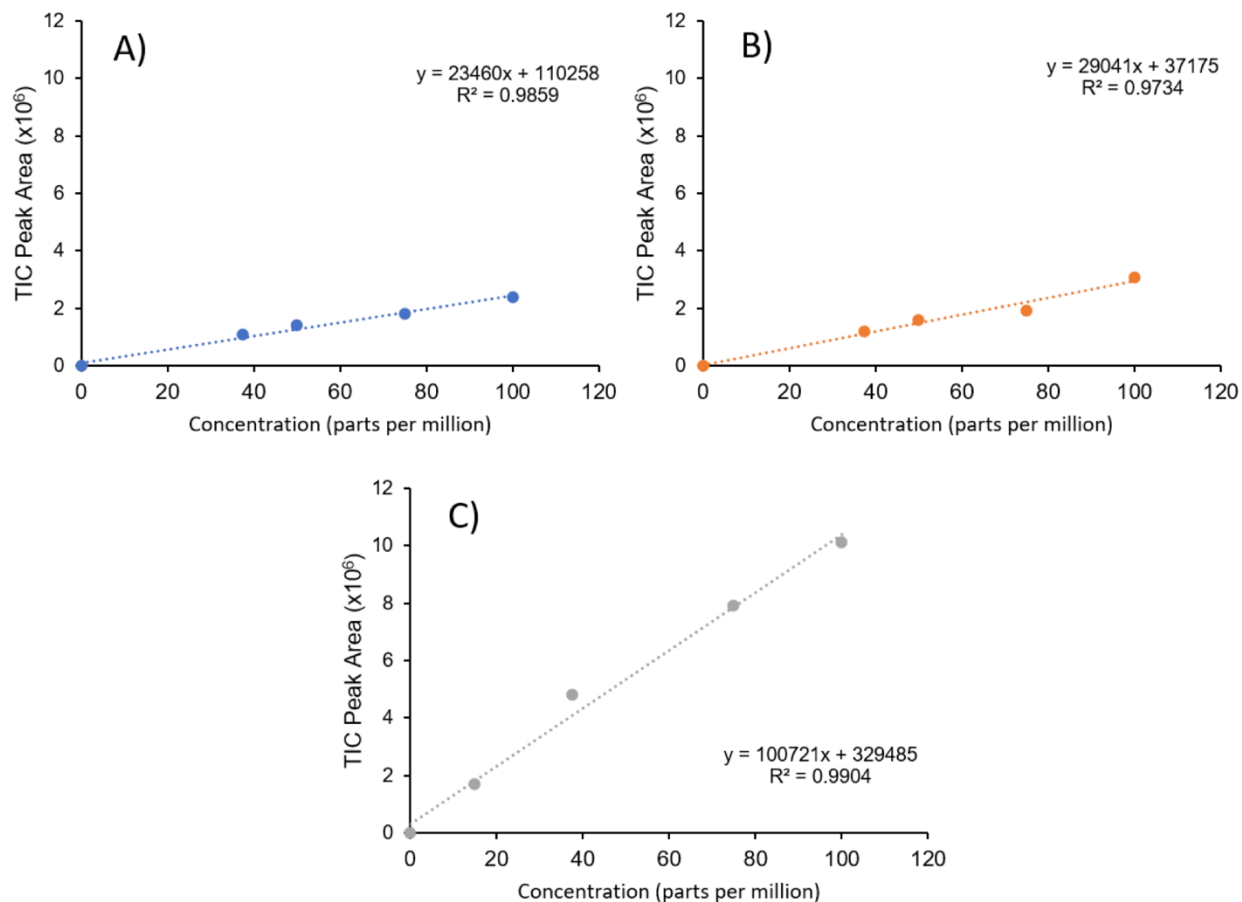 A)
y = 23460x + 110258
R² = 0.9859
TIC Peak Area (x10⁶)
12
10
8
6
4
2
0
0 20 40 60 80 100 120
Concentration (parts per million)
B)
y = 29041x + 37175
R² = 0.9734
TIC Peak Area (x10⁶)
12
10
8
6
4
2
0
0 20 40 60 80 100 120
Concentration (parts per million)
C)
TIC Peak Area (x10⁶)
12
10
8
6
4
2
0
y = 100721x + 329485
R² = 0.9904
0 20 40 60 80 100 120
Concentration (parts per million)